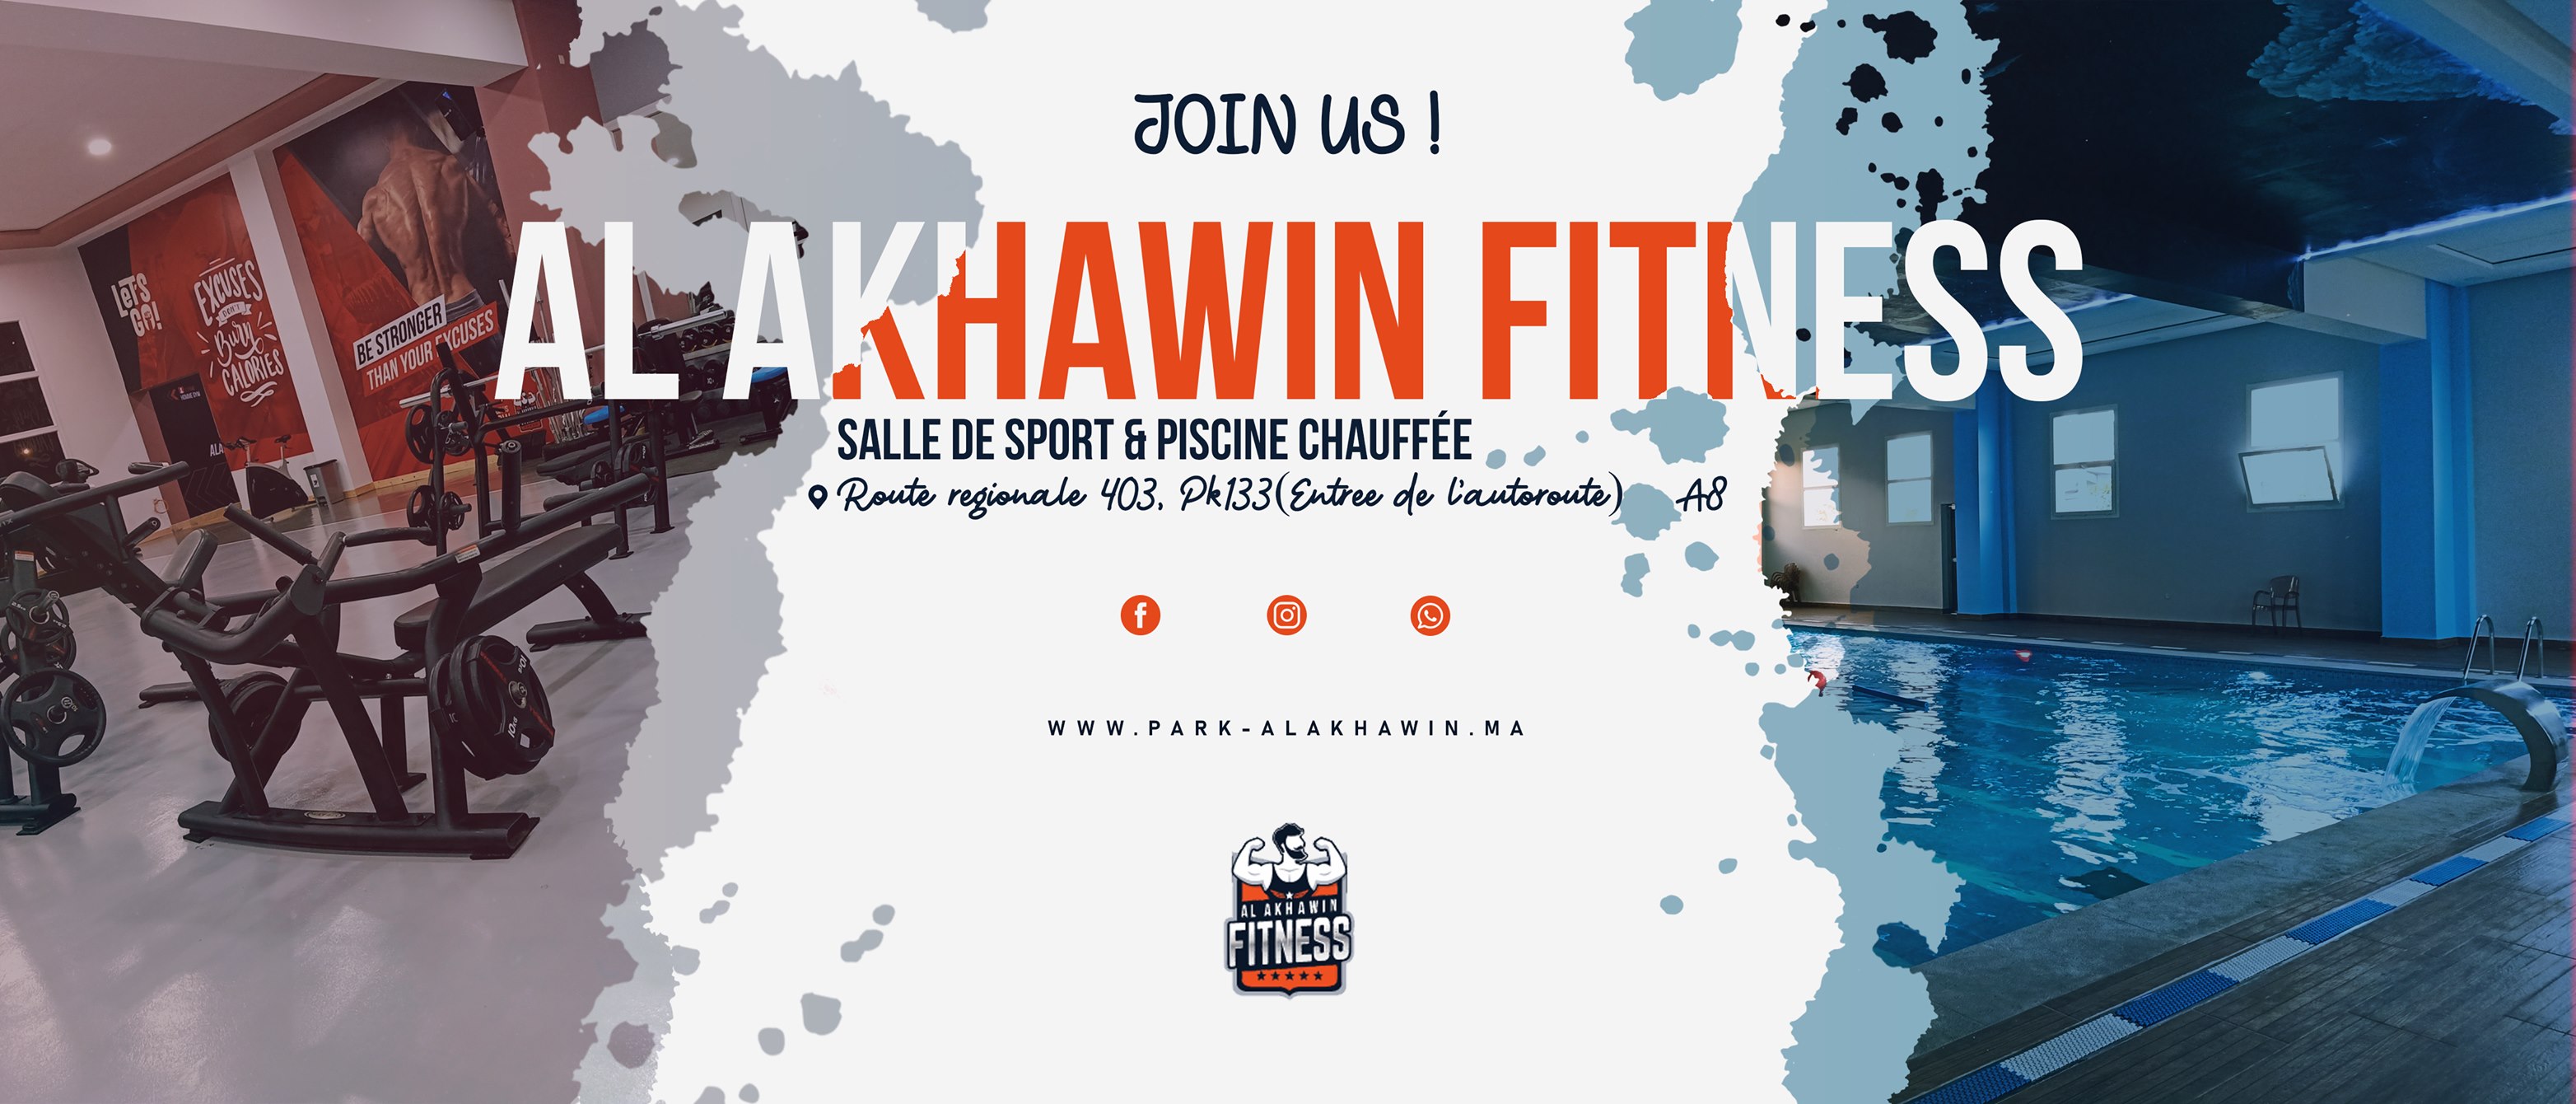 JOIN US !
AL AKHAWIN FITNESS
SALLE DE SPORT & PISCINE CHAUFFÉE
Route regionale 403, Pk133(Entree de l'autoroute) A8
WWW.PARK-ALAKHAWIN.MA
AL AKHAWIN
FITNESS
LET'S
GO!
EXCUSES
DON'T
Burn
CALORIES
BE STRONGER
THAN YOUR EXCUSES